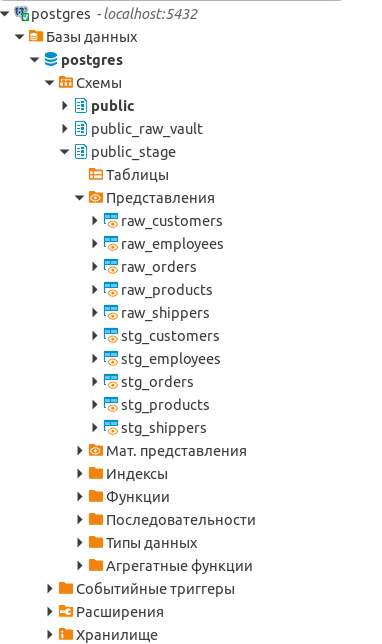 postgres - localhost:5432
Базы данных
postgres
Схемы
public
public_raw_vault
public_stage
Таблицы
Представления
raw_customers
raw_employees
raw_orders
raw_products
raw_shippers
stg_customers
stg_employees
stg_orders
stg_products
stg_shippers
Мат. представления
Индексы
Функции
Последовательности
Типы данных
Агрегатные функции
Событийные триггеры
Расширения
Хранилище